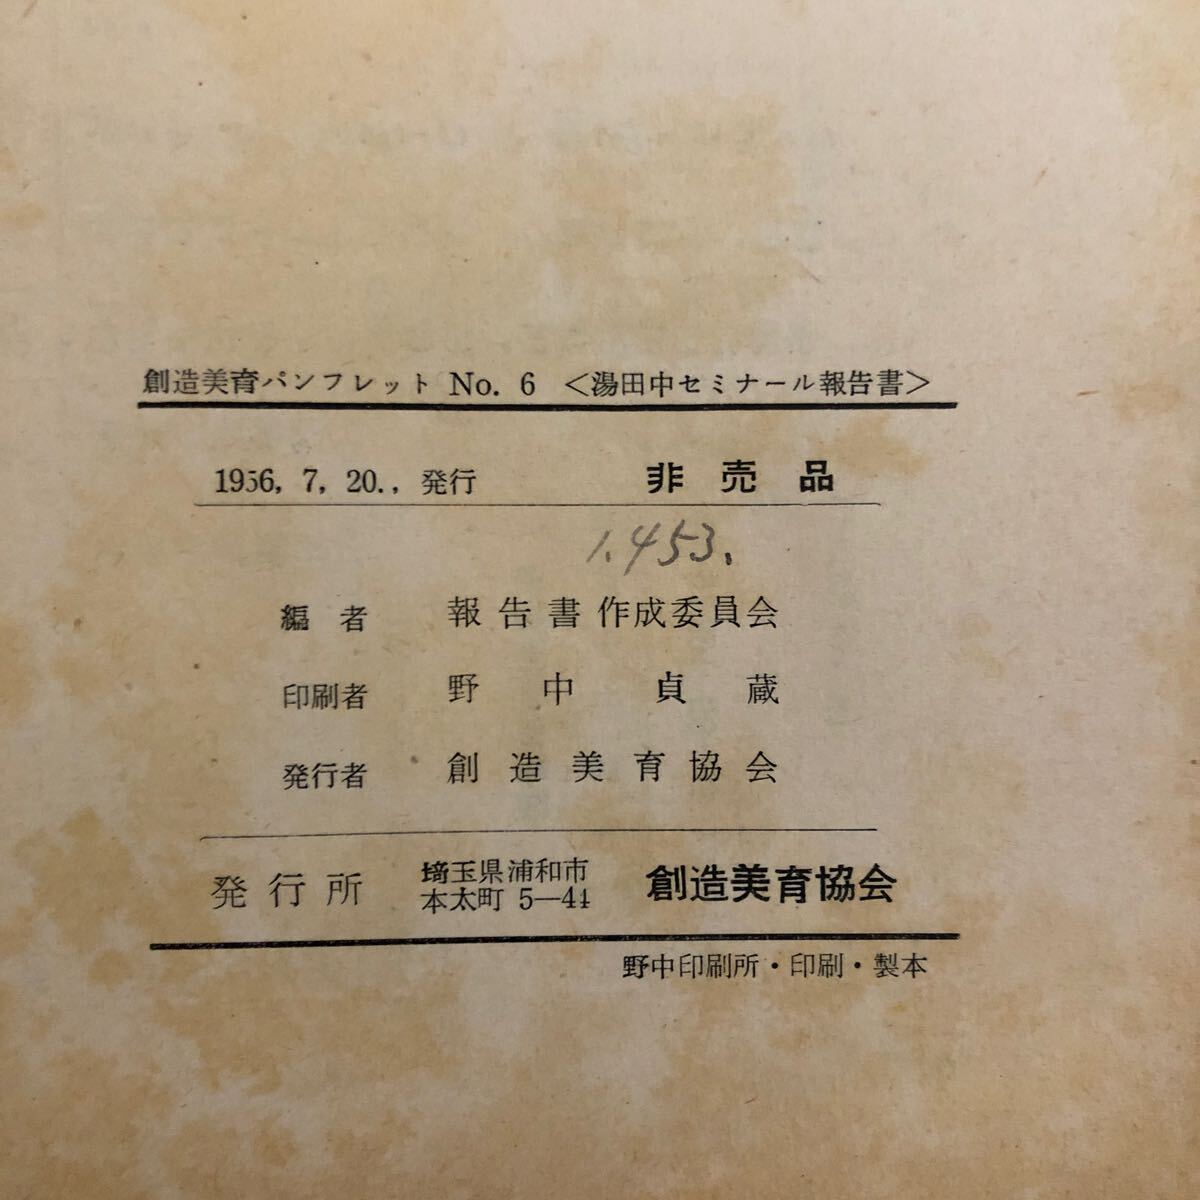 創造美育パンフレット No. 6 <湯田中セミナール報告書>
1956, 7, 20., 発行 非売品
1.453.
編者 報告書作成委員会
印刷者 野中貞蔵
発行者 創造美育協会
発行所 埼玉県浦和市 本太町 5—44 創造美育協会
野中印刷所・印刷・製本